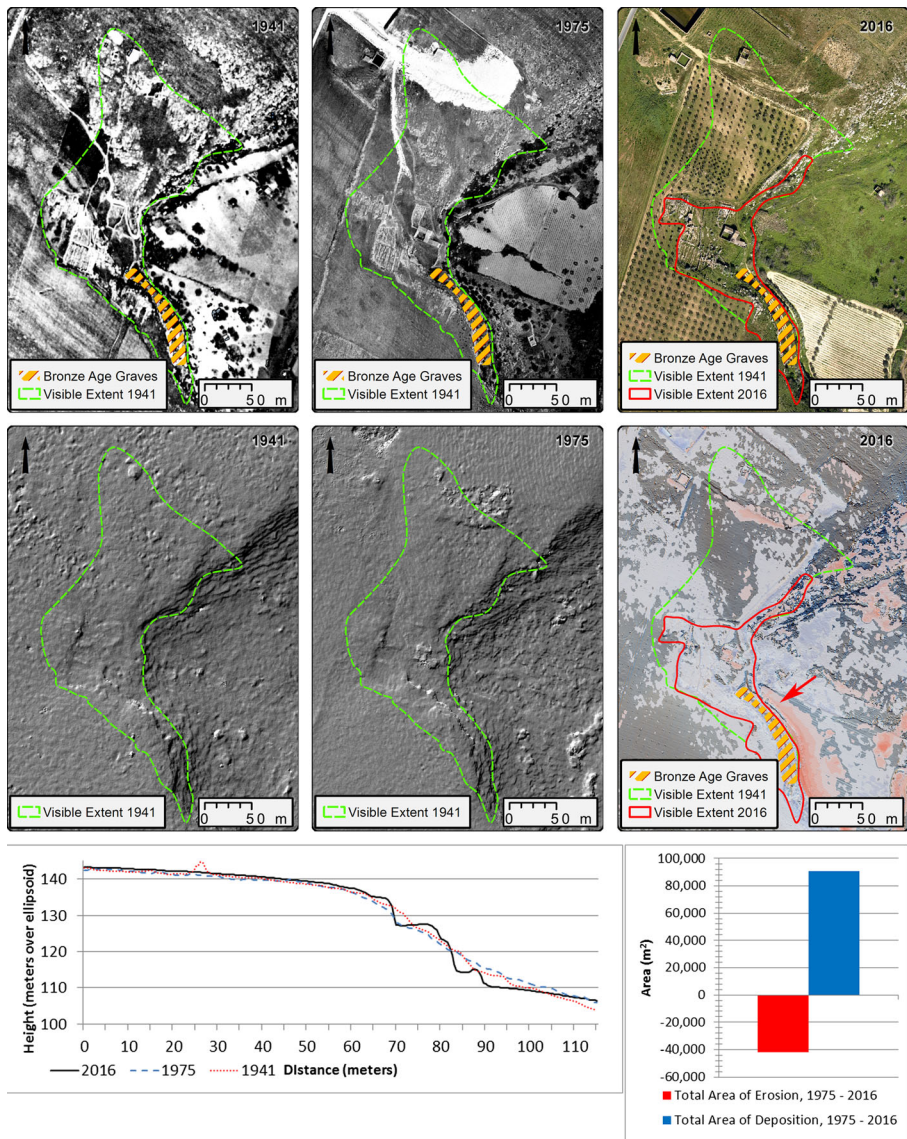 1941
Bronze Age Graves
Visible Extent 1941
0 50 m
1975
Bronze Age Graves
Visible Extent 1941
0 50 m
2016
Bronze Age Graves
Visible Extent 1941
Visible Extent 2016
0 50 m
1941
Visible Extent 1941
0 50 m
1975
Visible Extent 1941
0 50 m
2016
Bronze Age Graves
Visible Extent 1941
Visible Extent 2016
0 50 m
Height (meters over ellipsoid)
140
130
120
110
100
0 10 20 30 40 50 60 70 80 90 100 110
2016 1975 1941 Distance (meters)
Area (m²)
100,000
80,000
60,000
40,000
20,000
0
-20,000
-40,000
-60,000
Total Area of Erosion, 1975 - 2016
Total Area of Deposition, 1975 - 2016